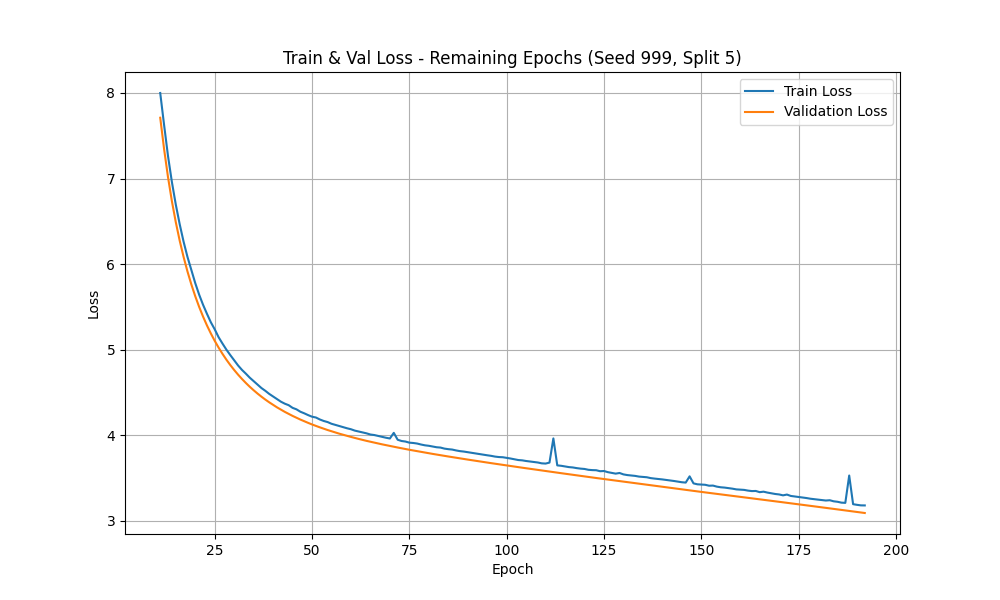 Train & Val Loss - Remaining Epochs (Seed 999, Split 5)
Train Loss
Validation Loss
8
7
6
5
4
3
Loss
25
50
75
100
125
150
175
200
Epoch